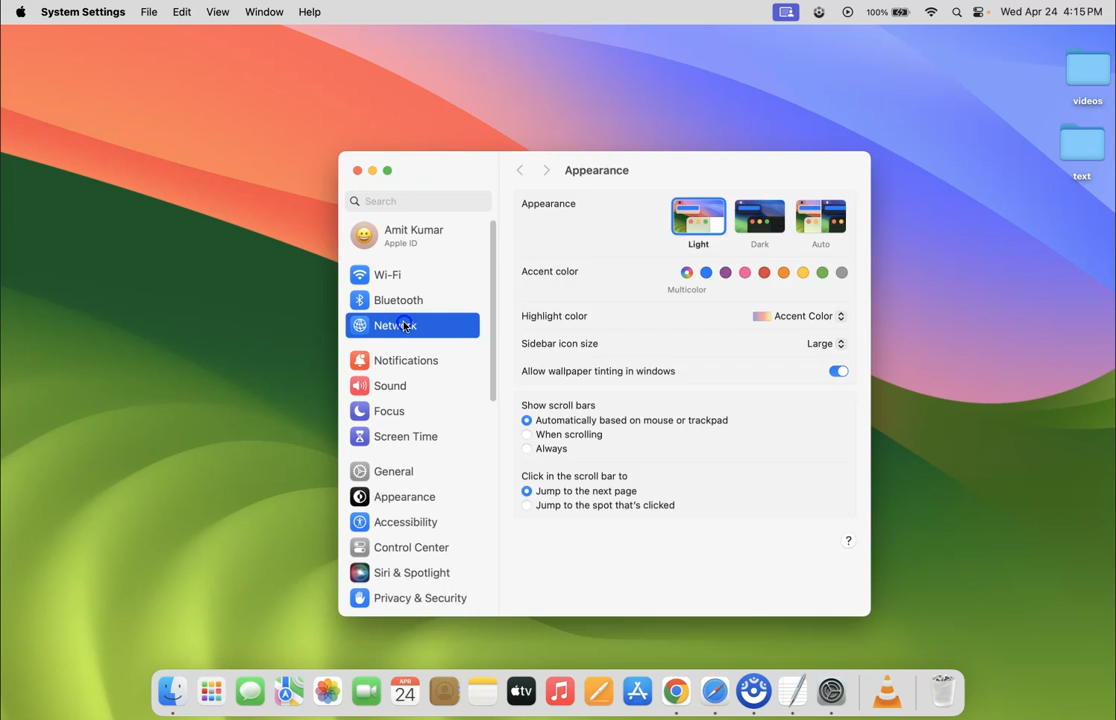 System Settings File Edit View Window Help 100% Wed Apr 24 4:15 PM
videos
text
Appearance
Search
Amit Kumar
Apple ID
Wi-Fi
Bluetooth
Network
Notifications
Sound
Focus
Screen Time
General
Appearance
Accessibility
Control Center
Siri & Spotlight
Privacy & Security
Appearance
Light Dark Auto
Accent color
Multicolor
Highlight color Accent Color
Sidebar icon size Large
Allow wallpaper tinting in windows
Show scroll bars
Automatically based on mouse or trackpad
When scrolling
Always
Click in the scroll bar to
Jump to the next page
Jump to the spot that's clicked
?
APR
24
tv